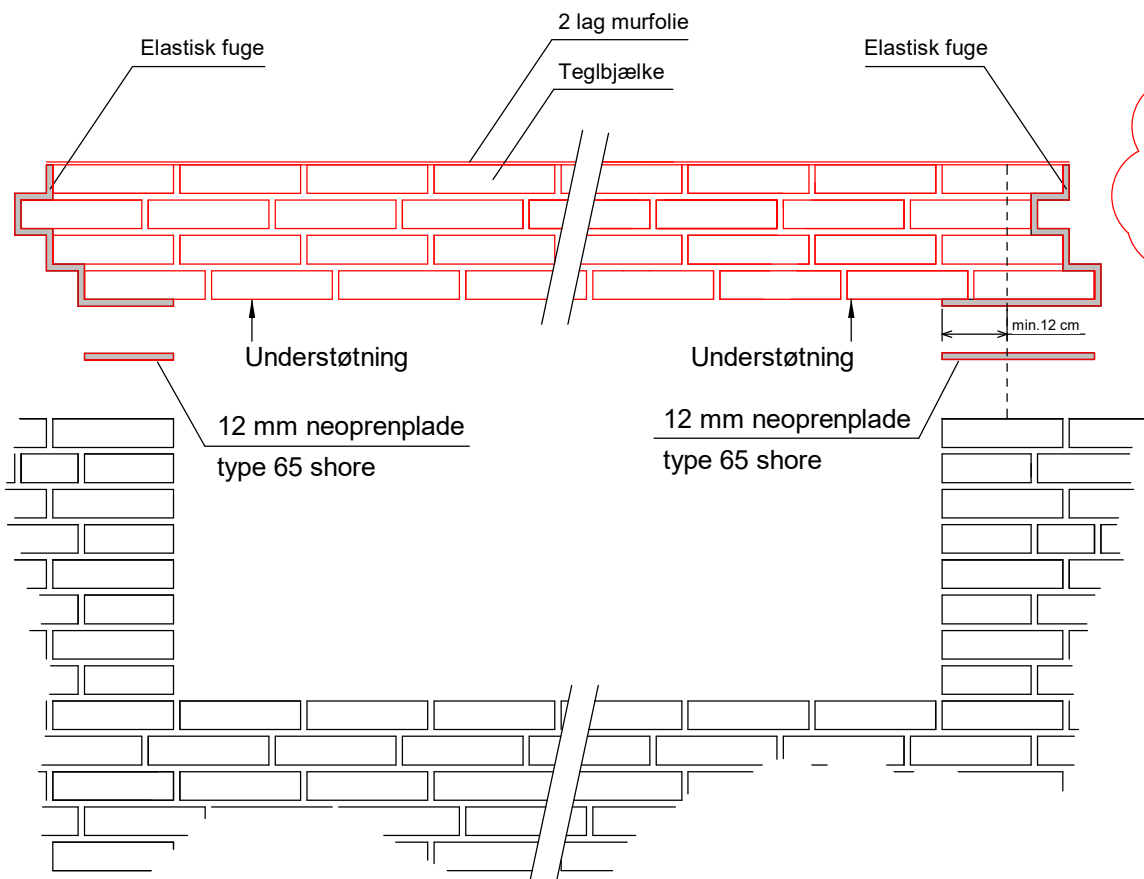 2 lag murfolie
Elastisk fuge
Elastisk fuge
Teglbjælke
min.12 cm
Understøtning
Understøtning
12 mm neoprenplade
type 65 shore
12 mm neoprenplade
type 65 shore